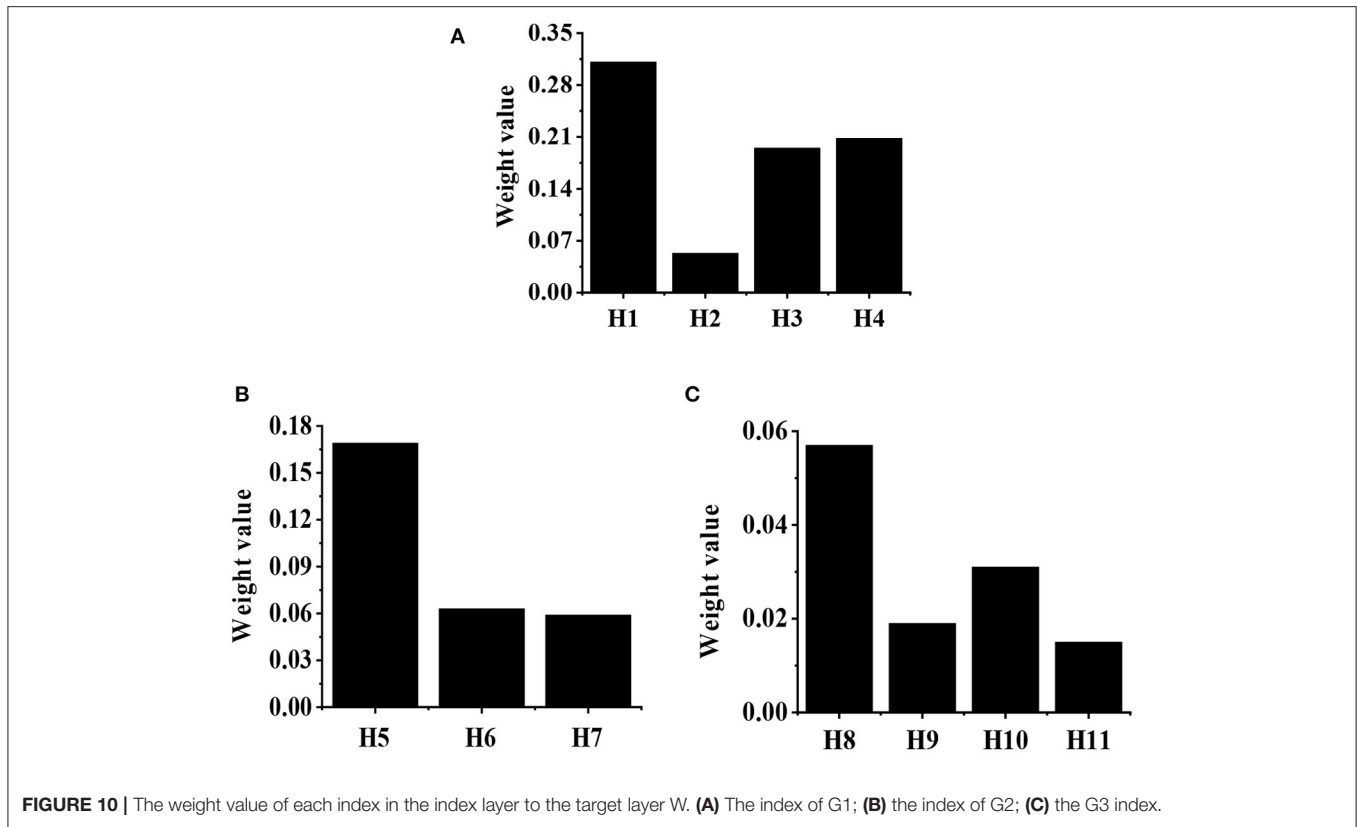 A
Weight value
0.35
0.28
0.21
0.14
0.07
0.00
H1 H2 H3 H4
B
Weight value
0.18
0.15
0.12
0.09
0.06
0.03
0.00
H5 H6 H7
C
Weight value
0.06
0.04
0.02
0.00
H8 H9 H10 H11
FIGURE 10 | The weight value of each index in the index layer to the target layer W. (A) The index of G1; (B) the index of G2; (C) the G3 index.